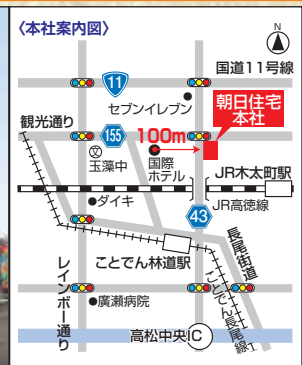 〈本社案内図〉
N
国道11号線
11
セブンイレブン
朝日住宅
本社
観光通り
155
100m
文
玉藻中
国際
ホテル
JR木太町駅
ダイキ
JR高徳線
43
長尾街道
ことでん林道駅
レインボー通り
廣瀬病院
ことでん長尾線
高松中央IC